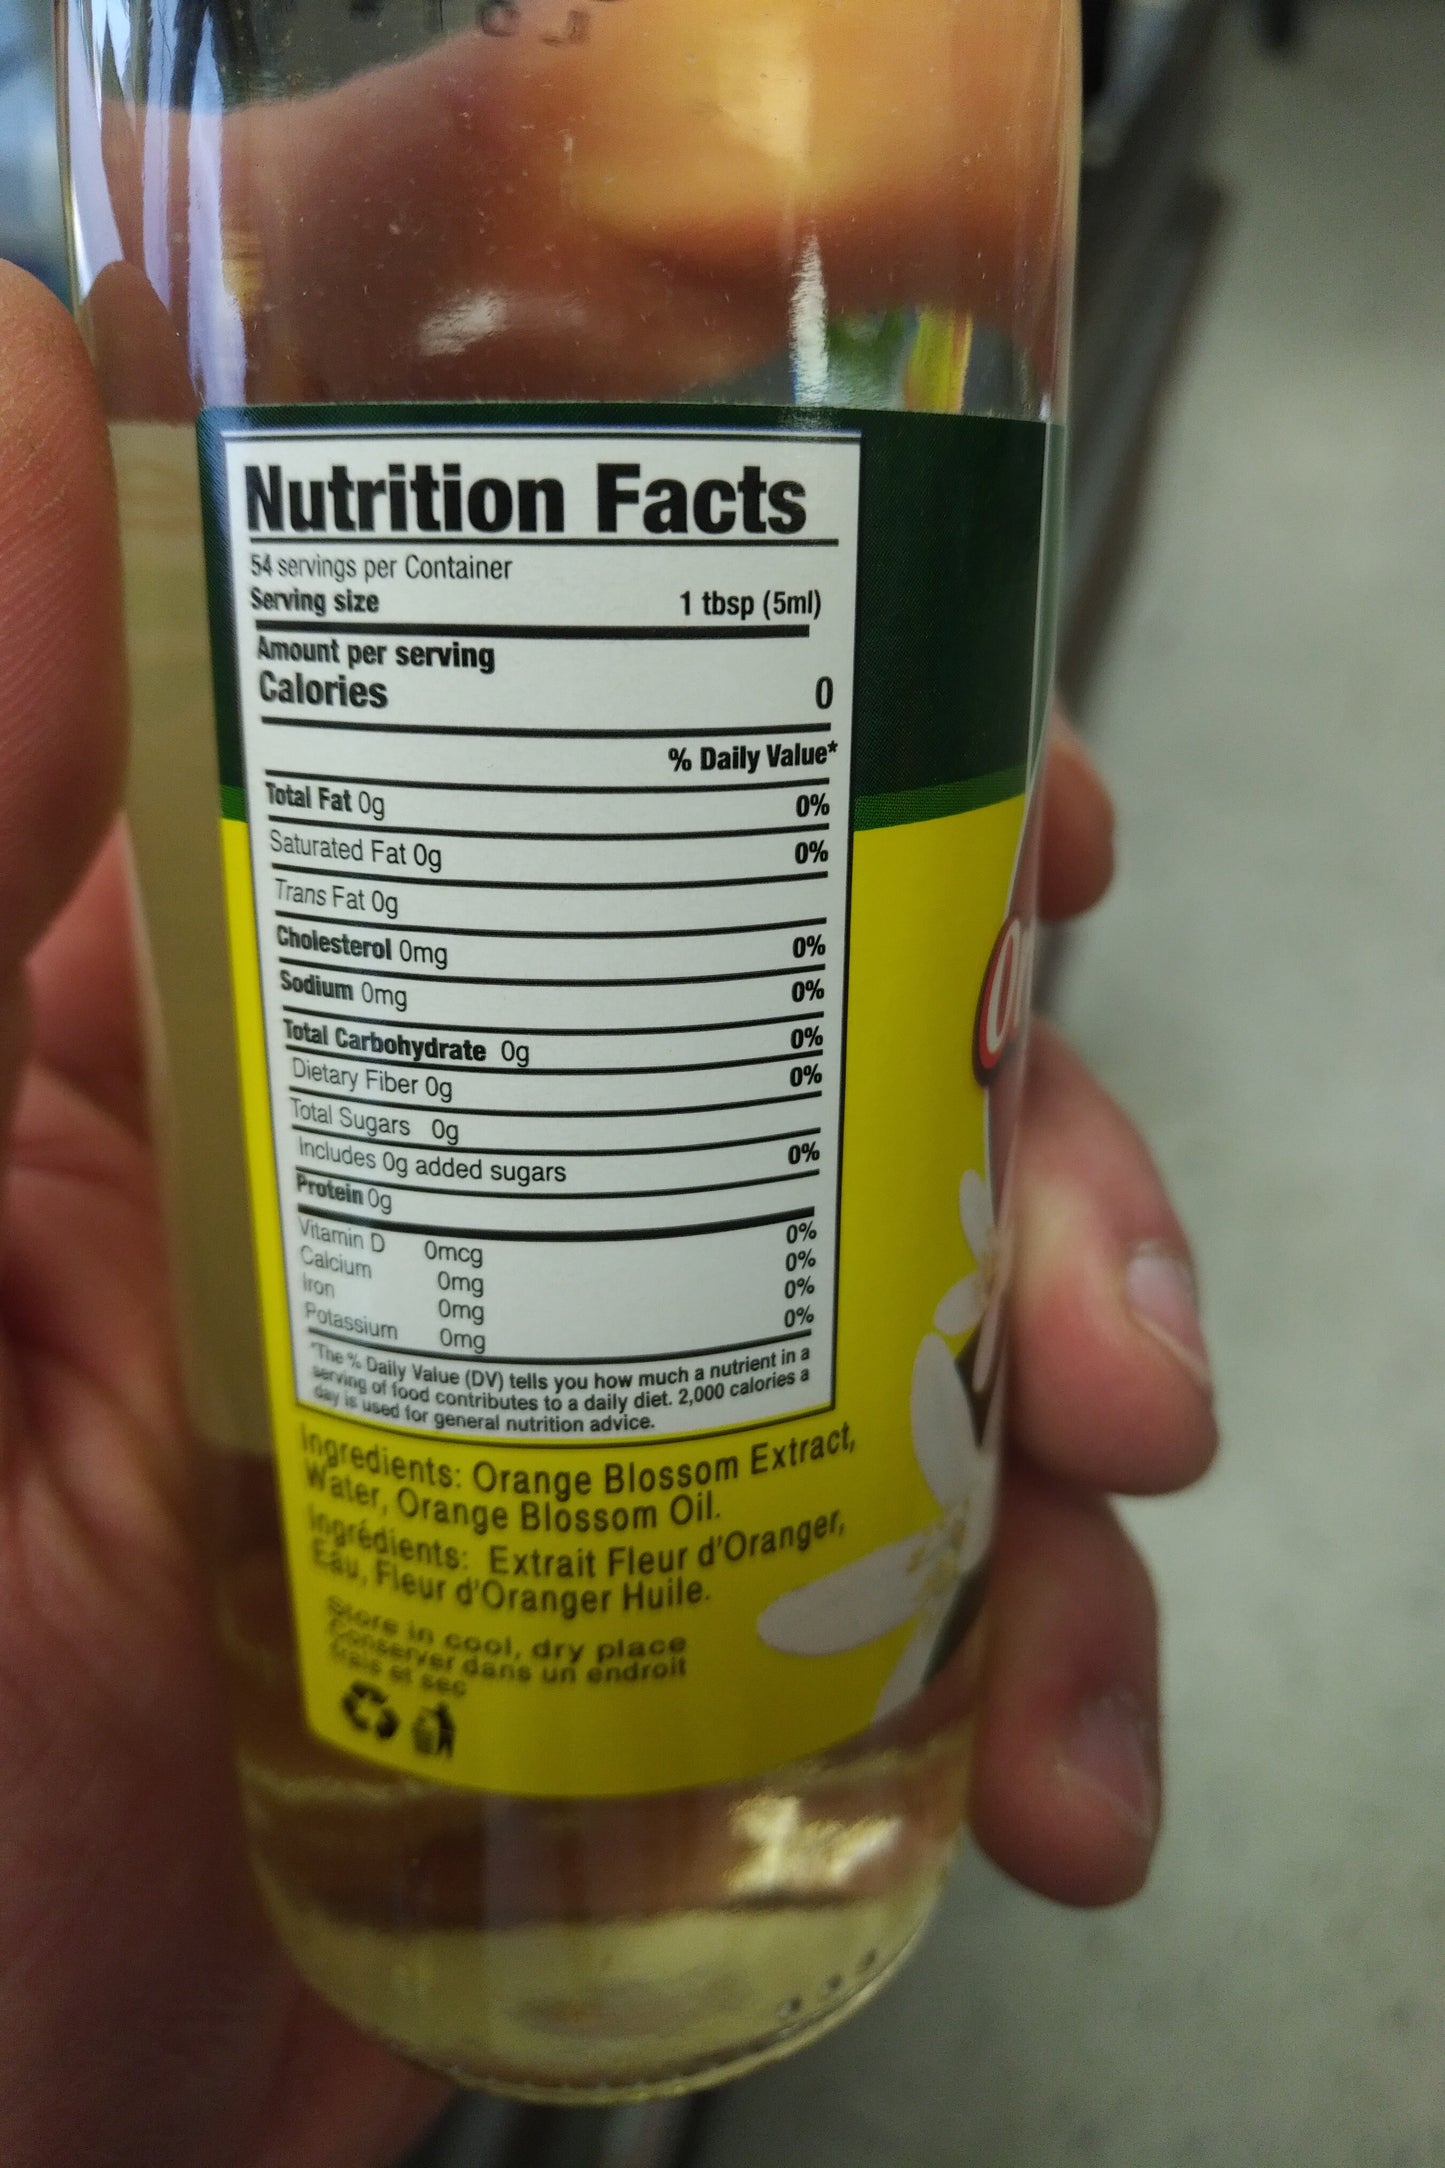 Nutrition Facts
54 servings per Container
Serving size 1 tbsp (5ml)
Amount per serving
Calories 0
% Daily Value*
Total Fat 0g 0%
Saturated Fat 0g 0%
Trans Fat 0g
Cholesterol 0mg 0%
Sodium 0mg 0%
Total Carbohydrate 0g 0%
Dietary Fiber 0g 0%
Total Sugars 0g
Includes 0g added sugars 0%
Protein 0g
Vitamin D 0mcg 0%
Calcium 0mg 0%
Iron 0mg 0%
Potassium 0mg 0%
*The % Daily Value (DV) tells you how much a nutrient in a
serving of food contributes to a daily diet. 2,000 calories a
day is used for general nutrition advice.
Ingredients: Orange Blossom Extract,
Water, Orange Blossom Oil.
Ingrédients: Extrait Fleur d'Oranger,
Eau, Fleur d'Oranger Huile.
Store in cool, dry place
Conserver dans un endroit
frais et sec